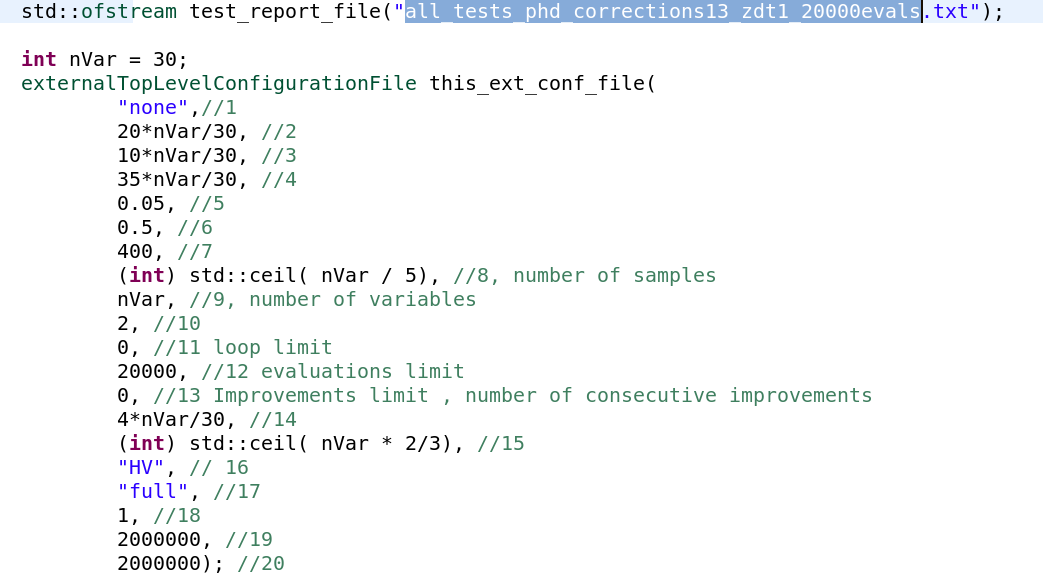 std::ofstream test_report_file("all_tests_phd_corrections13_zdt1_20000evals.txt");
int nVar = 30;
externalTopLevelConfigurationFile this_ext_conf_file(
"none",//1
20*nVar/30, //2
10*nVar/30, //3
35*nVar/30, //4
0.05, //5
0.5, //6
400, //7
(int) std::ceil( nVar / 5), //8, number of samples
nVar, //9, number of variables
2, //10
0, //11 loop limit
20000, //12 evaluations limit
0, //13 Improvements limit , number of consecutive improvements
4*nVar/30, //14
(int) std::ceil( nVar * 2/3), //15
"HV", // 16
"full", //17
1, //18
2000000, //19
2000000); //20